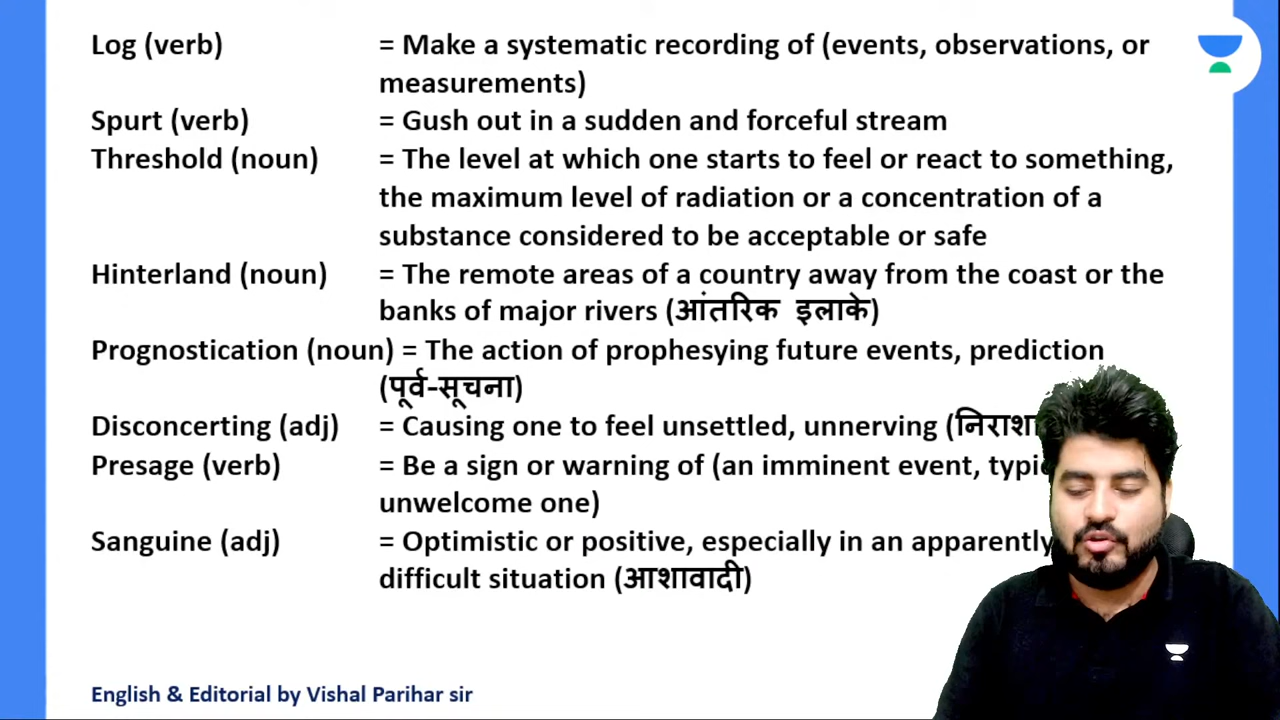 Log (verb) = Make a systematic recording of (events, observations, or
measurements)
Spurt (verb) = Gush out in a sudden and forceful stream
Threshold (noun) = The level at which one starts to feel or react to something,
the maximum level of radiation or a concentration of a
substance considered to be acceptable or safe
Hinterland (noun) = The remote areas of a country away from the coast or the
banks of major rivers (आंतरिक इलाके)
Prognostication (noun) = The action of prophesying future events, prediction
(पूर्व-सूचना)
Disconcerting (adj) = Causing one to feel unsettled, unnerving
Presage (verb) = Be a sign or warning of (an imminent event,
unwelcome one)
Sanguine (adj) = Optimistic or positive, especially in an apparently
difficult situation (आशावादी)
English & Editorial by Vishal Parihar sir